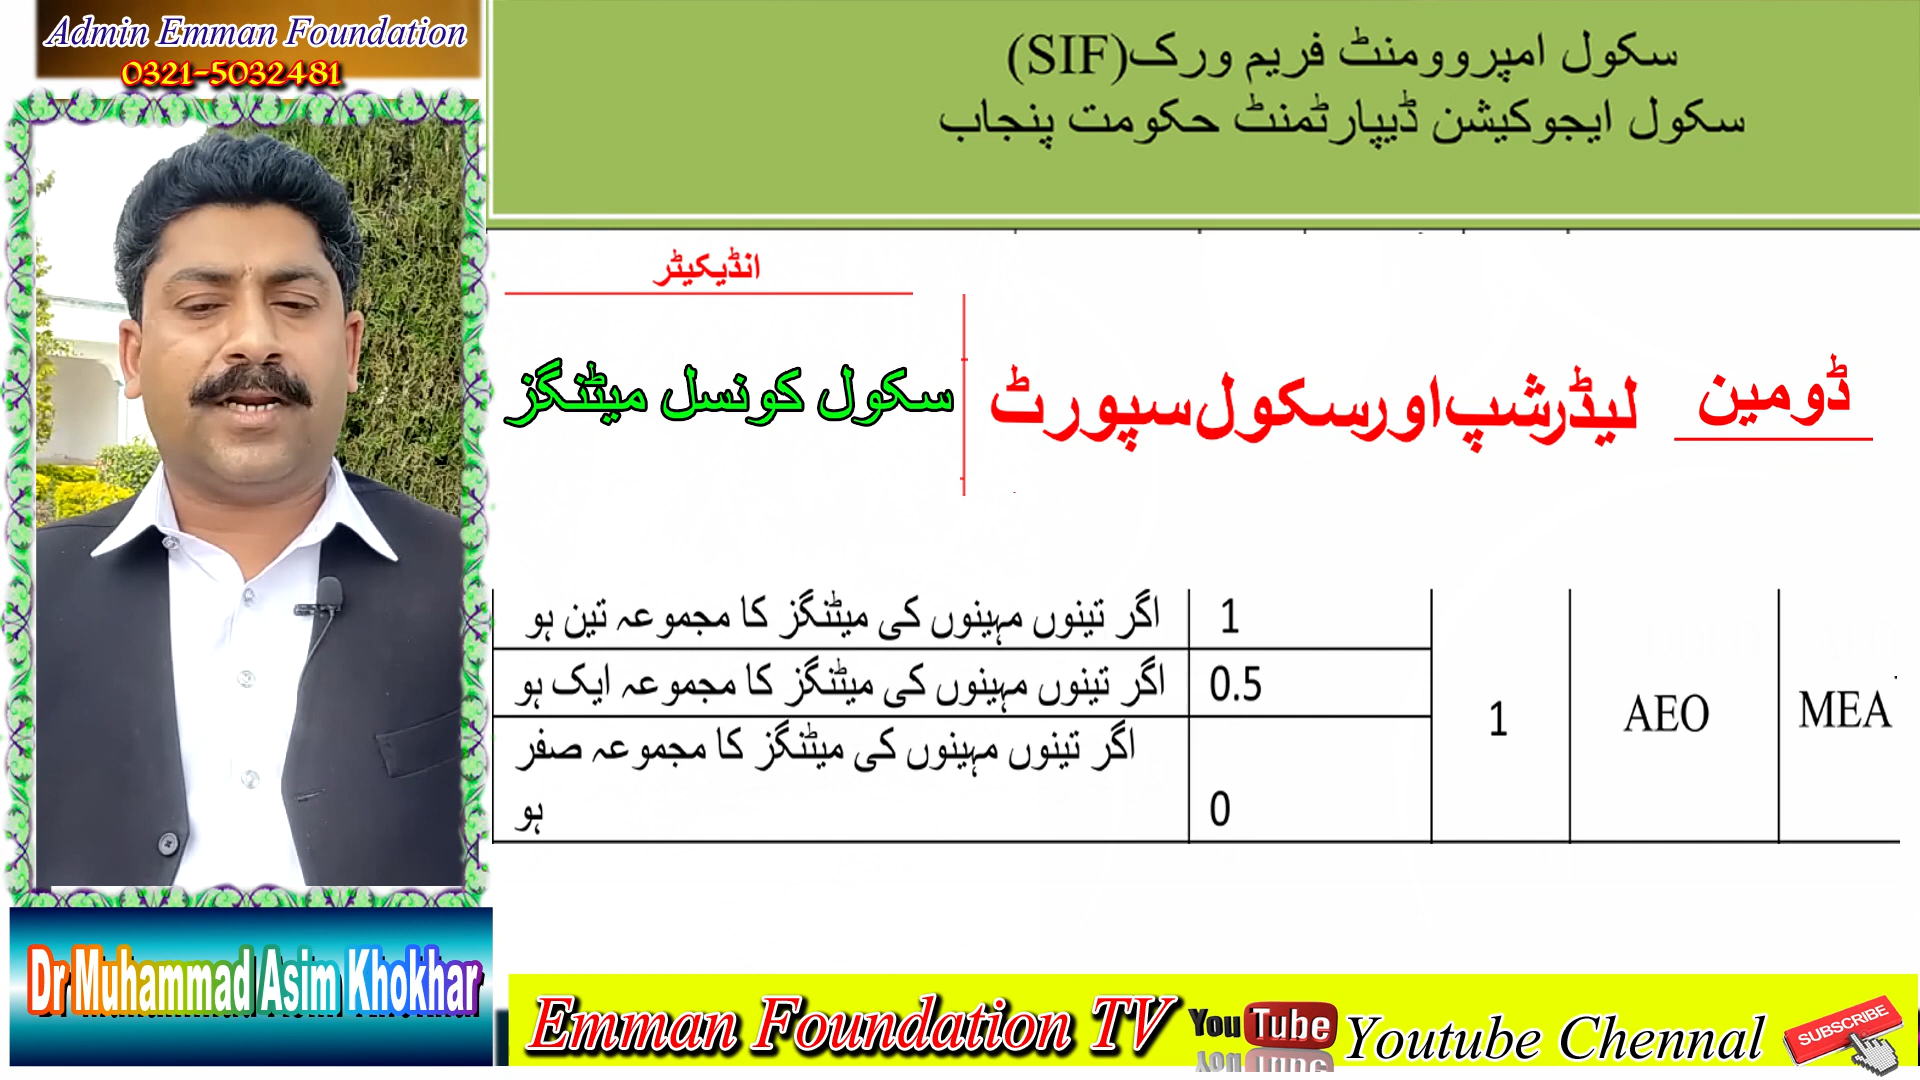 Admin Emman Foundation
0321-5032481
سکول امپروومنٹ فریم ورک(SIF)
سکول ایجوکیشن ڈیپارٹمنٹ حکومت پنجاب
انڈیکیٹر
ڈومین لیڈرشپ اور سکول سپورٹ
سکول کونسل میٹنگز
اگر تینوں مہینوں کی میٹنگز کا مجموعہ تین ہو 1
اگر تینوں مہینوں کی میٹنگز کا مجموعہ ایک ہو 0.5
اگر تینوں مہینوں کی میٹنگز کا مجموعہ صفر
ہو 0
1 AEO MEA
Dr Muhammad Asim Khokhar
Emman Foundation TV YouTube Youtube Chennal SUBSCRIBE